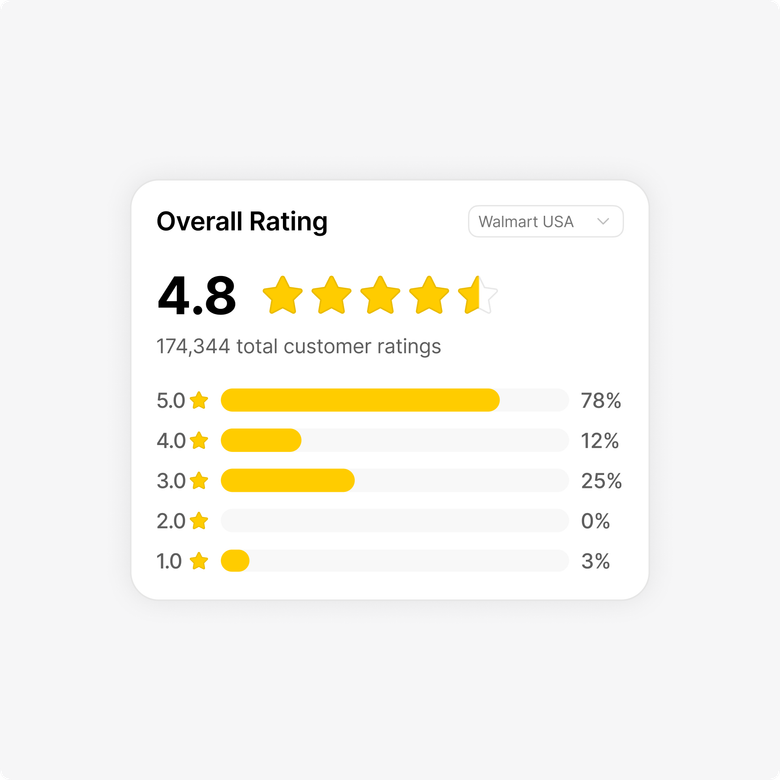 Overall Rating
Walmart USA
4.8
174,344 total customer ratings
5.0 78%
4.0 12%
3.0 25%
2.0 0%
1.0 3%